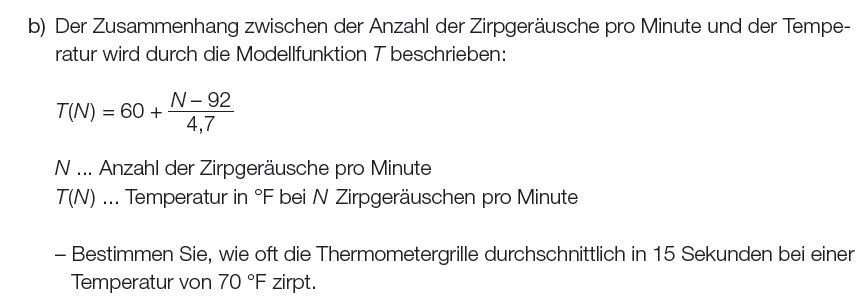 b) Der Zusammenhang zwischen der Anzahl der Zirpgeräusche pro Minute und der Tempe-
ratur wird durch die Modellfunktion T beschrieben:
T(N) = 60 + \frac{N – 92}{4,7}
N ... Anzahl der Zirpgeräusche pro Minute
T(N) ... Temperatur in °F bei N Zirpgeräuschen pro Minute
– Bestimmen Sie, wie oft die Thermometergrille durchschnittlich in 15 Sekunden bei einer
Temperatur von 70 °F zirpt.